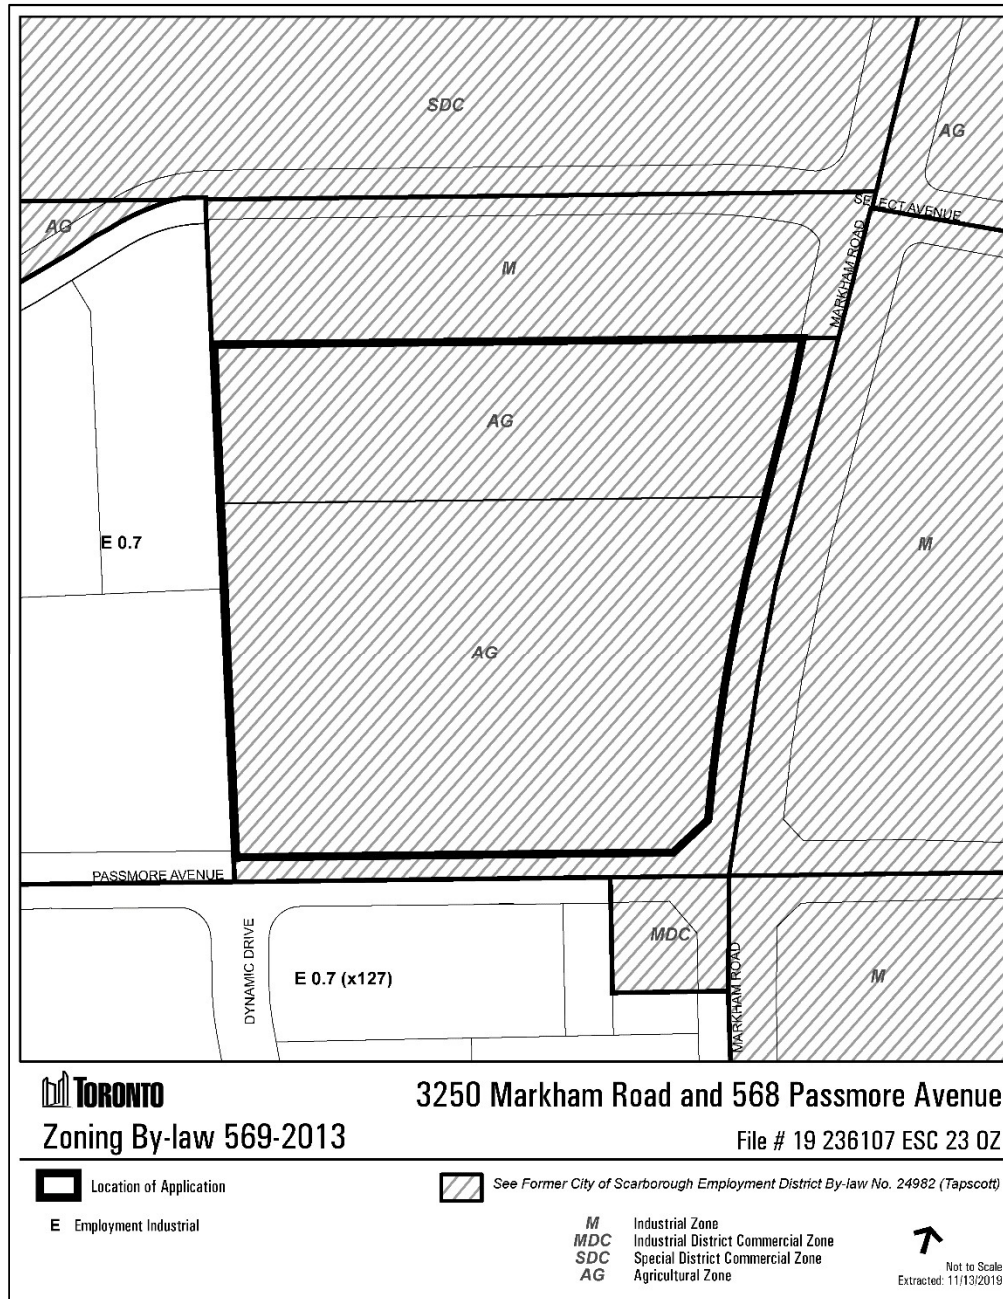 SDC
AG
SELECT AVENUE
AG
MARKHAM ROAD
M
AG
E 0.7
M
AG
PASSMORE AVENUE
DYNAMIC DRIVE
MDC
MARKHAM ROAD
E 0.7 (x127)
M
TORONTO
3250 Markham Road and 568 Passmore Avenue
Zoning By-law 569-2013
File # 19 236107 ESC 23 OZ
Location of Application
See Former City of Scarborough Employment District By-law No. 24982 (Tapscott)
E Employment Industrial
M Industrial Zone
MDC Industrial District Commercial Zone
SDC Special District Commercial Zone
AG Agricultural Zone
Not to Scale
Extracted: 11/13/2019